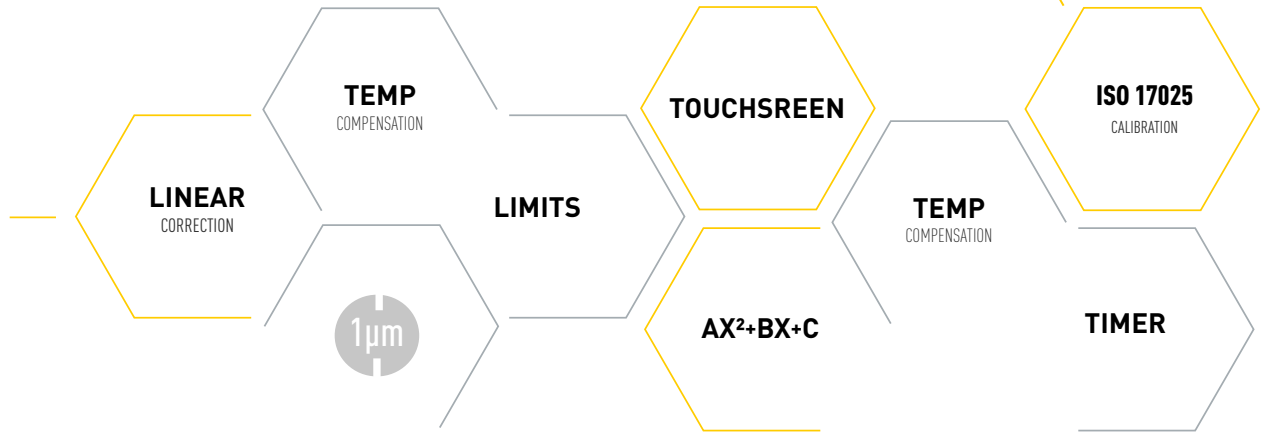 TEMP
COMPENSATION
LINEAR
CORRECTION
1µm
LIMITS
TOUCHSREEN
AX²+BX+C
TEMP
COMPENSATION
ISO 17025
CALIBRATION
TIMER